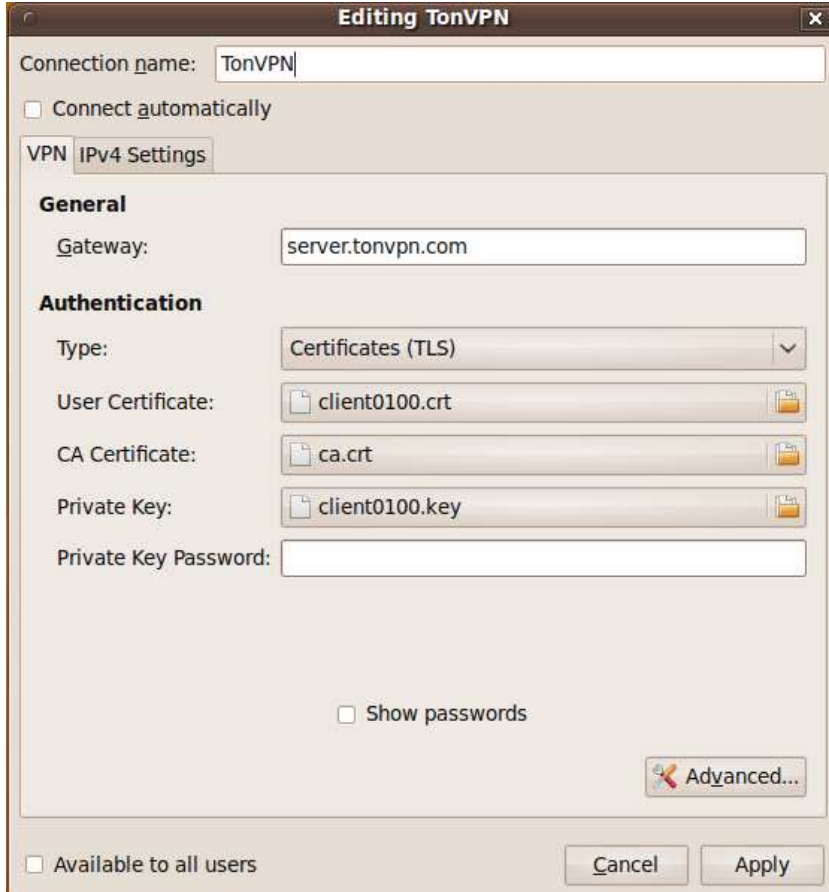 Editing TonVPN
Connection name: TonVPN
Connect automatically
VPN IPv4 Settings
General
Gateway: server.tonvpn.com
Authentication
Type: Certificates (TLS)
User Certificate: client0100.crt
CA Certificate: ca.crt
Private Key: client0100.key
Private Key Password:
Show passwords
Advanced...
Available to all users Cancel Apply